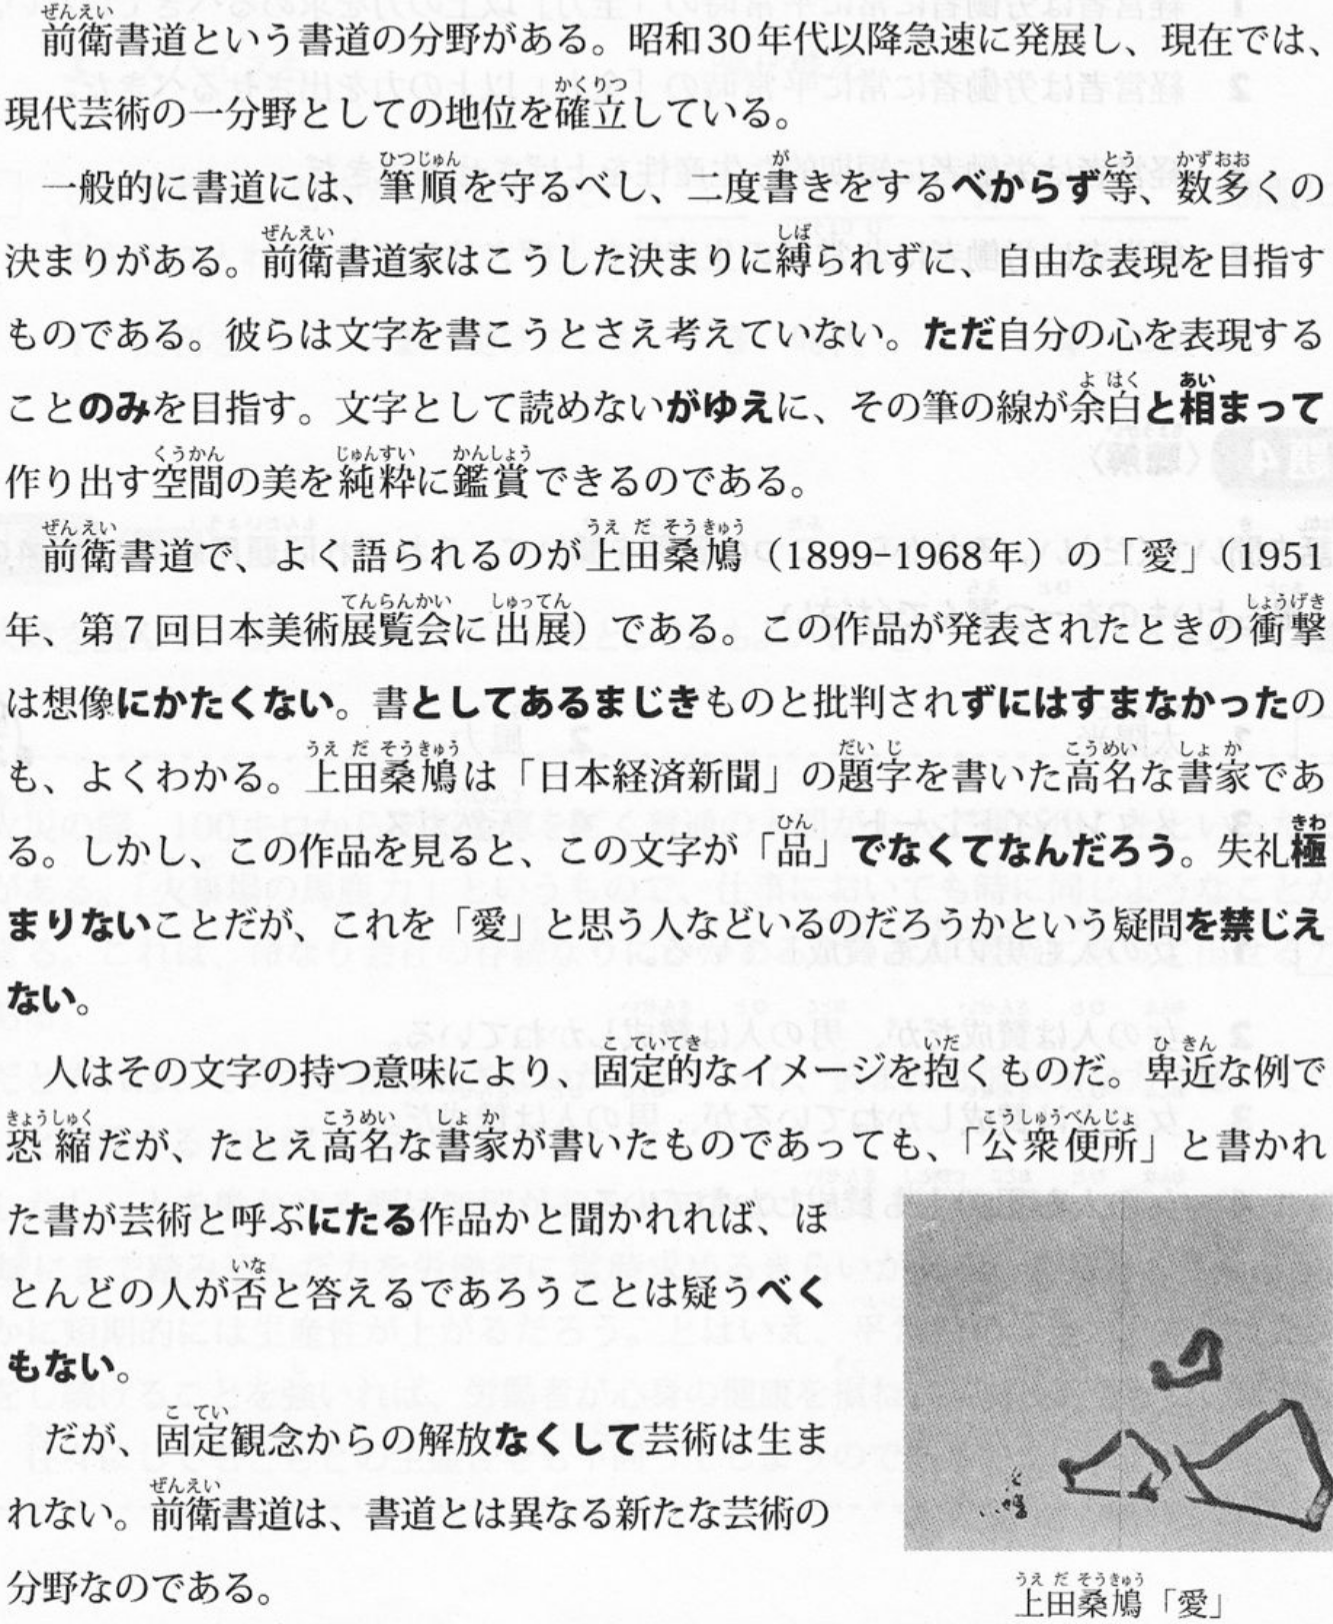 前衛書道という書道の分野がある。昭和30年代以降急速に発展し、現在では、
現代芸術の一分野としての地位を確立している。
一般的に書道には、筆順を守るべし、二度書きをするべからず等、数多くの
決まりがある。前衛書道家はこうした決まりに縛られずに、自由な表現を目指す
ものである。彼らは文字を書こうとさえ考えていない。ただ自分の心を表現する
ことのみを目指す。文字として読めないがゆえに、その筆の線が余白と相まって
作り出す空間の美を純粋に鑑賞できるのである。
前衛書道で、よく語られるのが上田桑鳩（1899-1968年）の「愛」（1951
年、第7回日本美術展覧会に出展）である。この作品が発表されたときの衝撃
は想像にかたくない。書としてあるまじきものと批判されずにはすまなかったの
も、よくわかる。上田桑鳩は「日本経済新聞」の題字を書いた高名な書家であ
る。しかし、この作品を見ると、この文字が「品」でなくてなんだろう。失礼極
まりないことだが、これを「愛」と思う人などいるのだろうかという疑問を禁じえ
ない。
人はその文字の持つ意味により、固定的なイメージを抱くものだ。卑近な例で
恐縮だが、たとえ高名な書家が書いたものであっても、「公衆便所」と書かれ
た書が芸術と呼ぶにたる作品かと聞かれれば、ほ
とんどの人が否と答えるであろうことは疑うべく
もない。
だが、固定観念からの解放なくして芸術は生ま
れない。前衛書道は、書道とは異なる新たな芸術の
分野なのである。
上田桑鳩「愛」